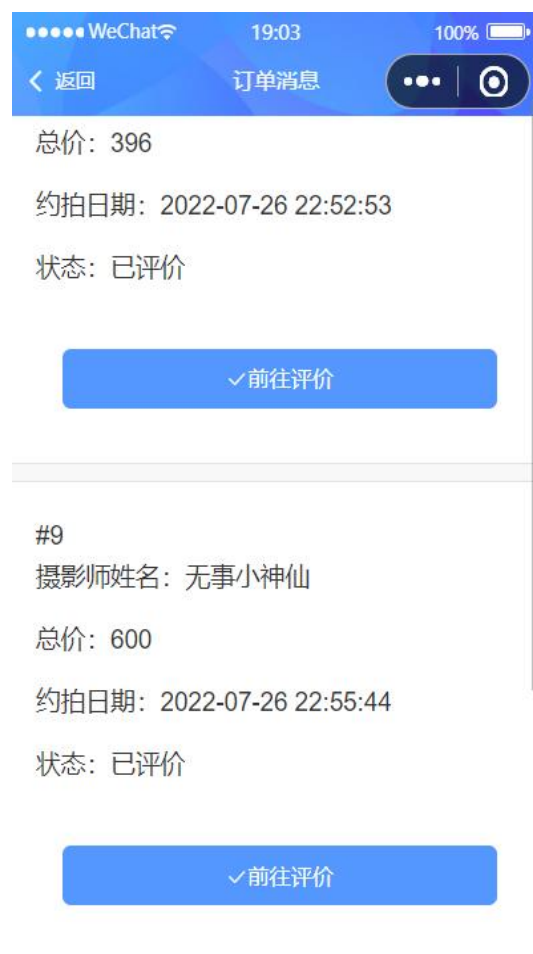 WeChat 19:03 100%
返回 订单消息
总价：396
约拍日期：2022-07-26 22:52:53
状态：已评价
✓前往评价
#9
摄影师姓名：无事小神仙
总价：600
约拍日期：2022-07-26 22:55:44
状态：已评价
✓前往评价